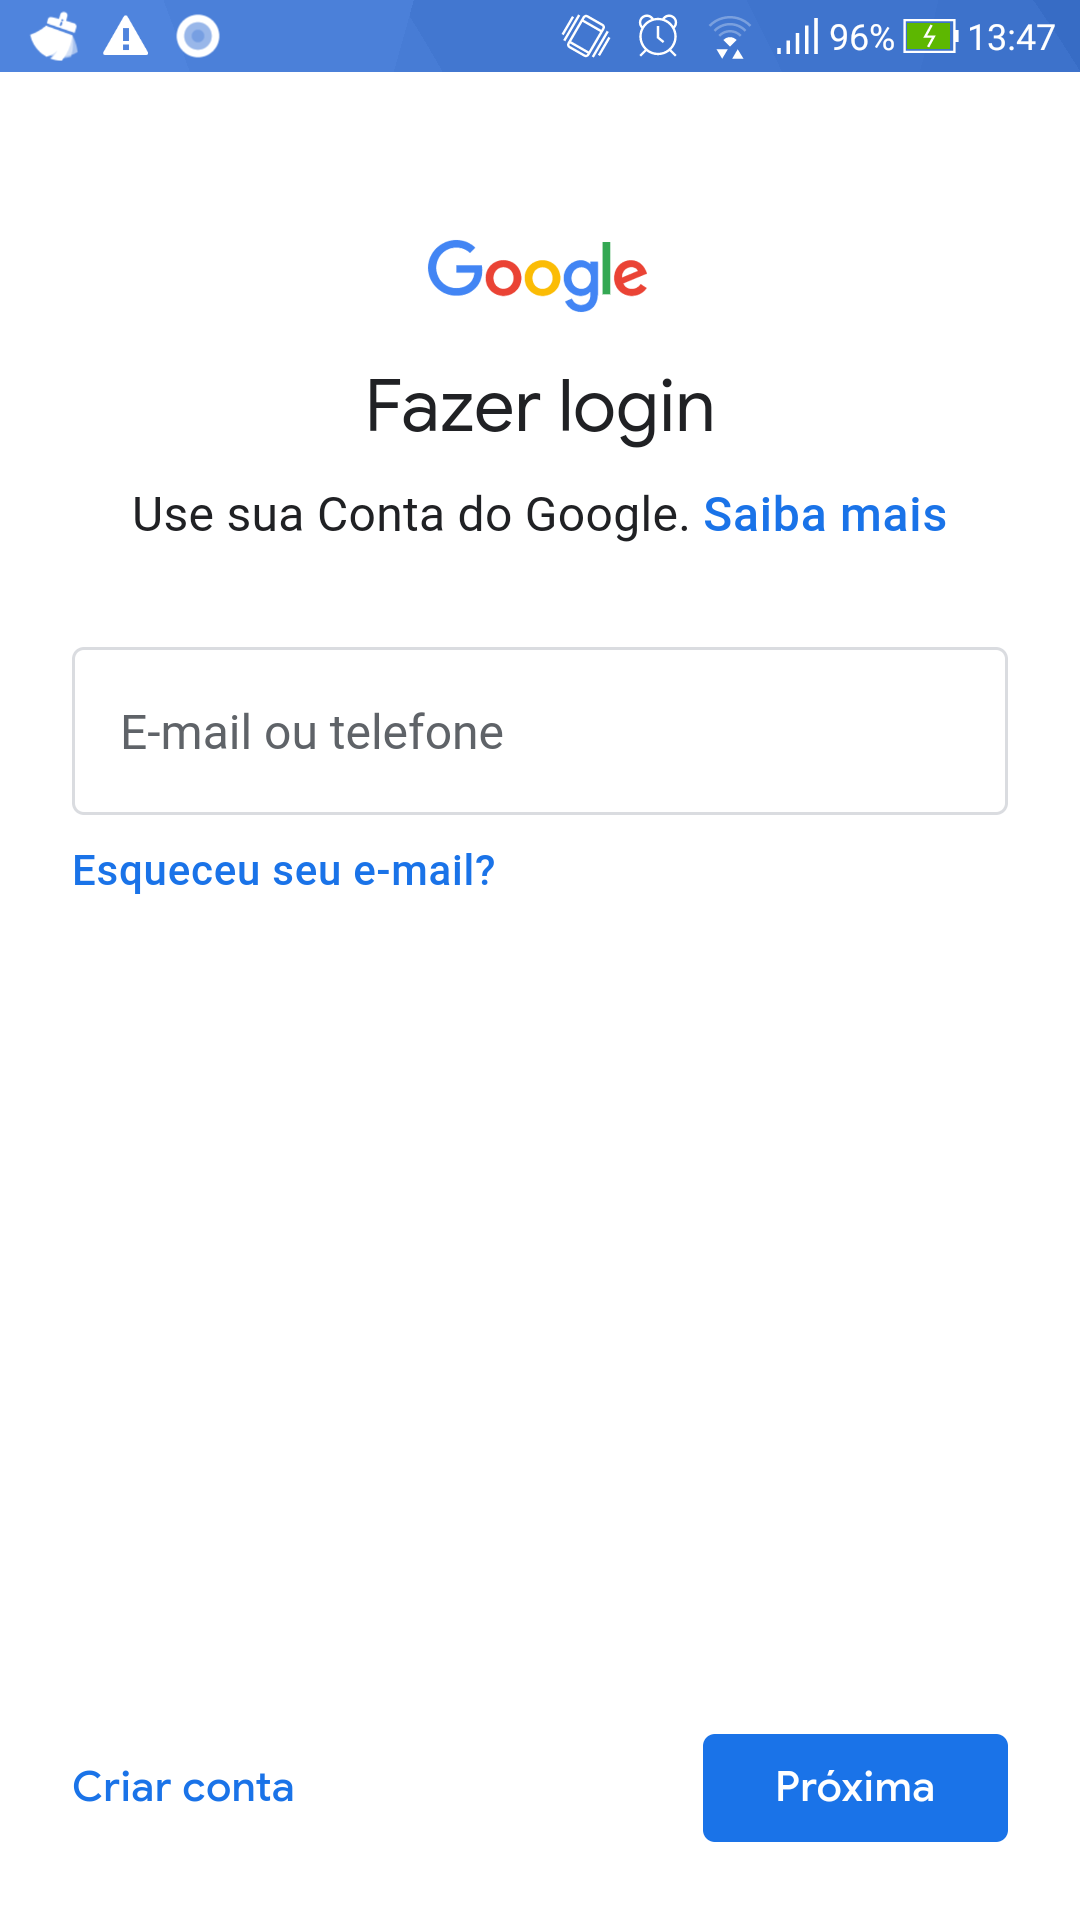 96% 13:47
Google
Fazer login
Use sua Conta do Google. Saiba mais
E-mail ou telefone
Esqueceu seu e-mail?
Criar conta Próxima